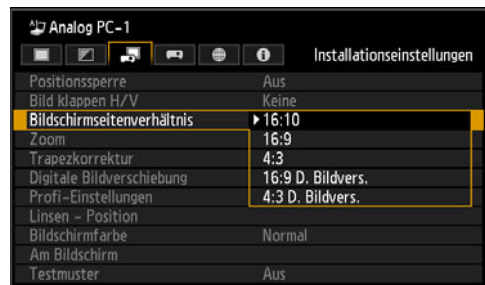 Analog PC-1
Installationseinstellungen
Positionssperre Aus
Bild klappen H/V Keine
Bildschirmseitenverhältnis 16:10
Zoom 16:9
Trapezkorrektur 4:3
Digitale Bildverschiebung 16:9 D. Bildvers.
Profi-Einstellungen 4:3 D. Bildvers.
Linsen - Position
Bildschirmfarbe Normal
Am Bildschirm
Testmuster Aus